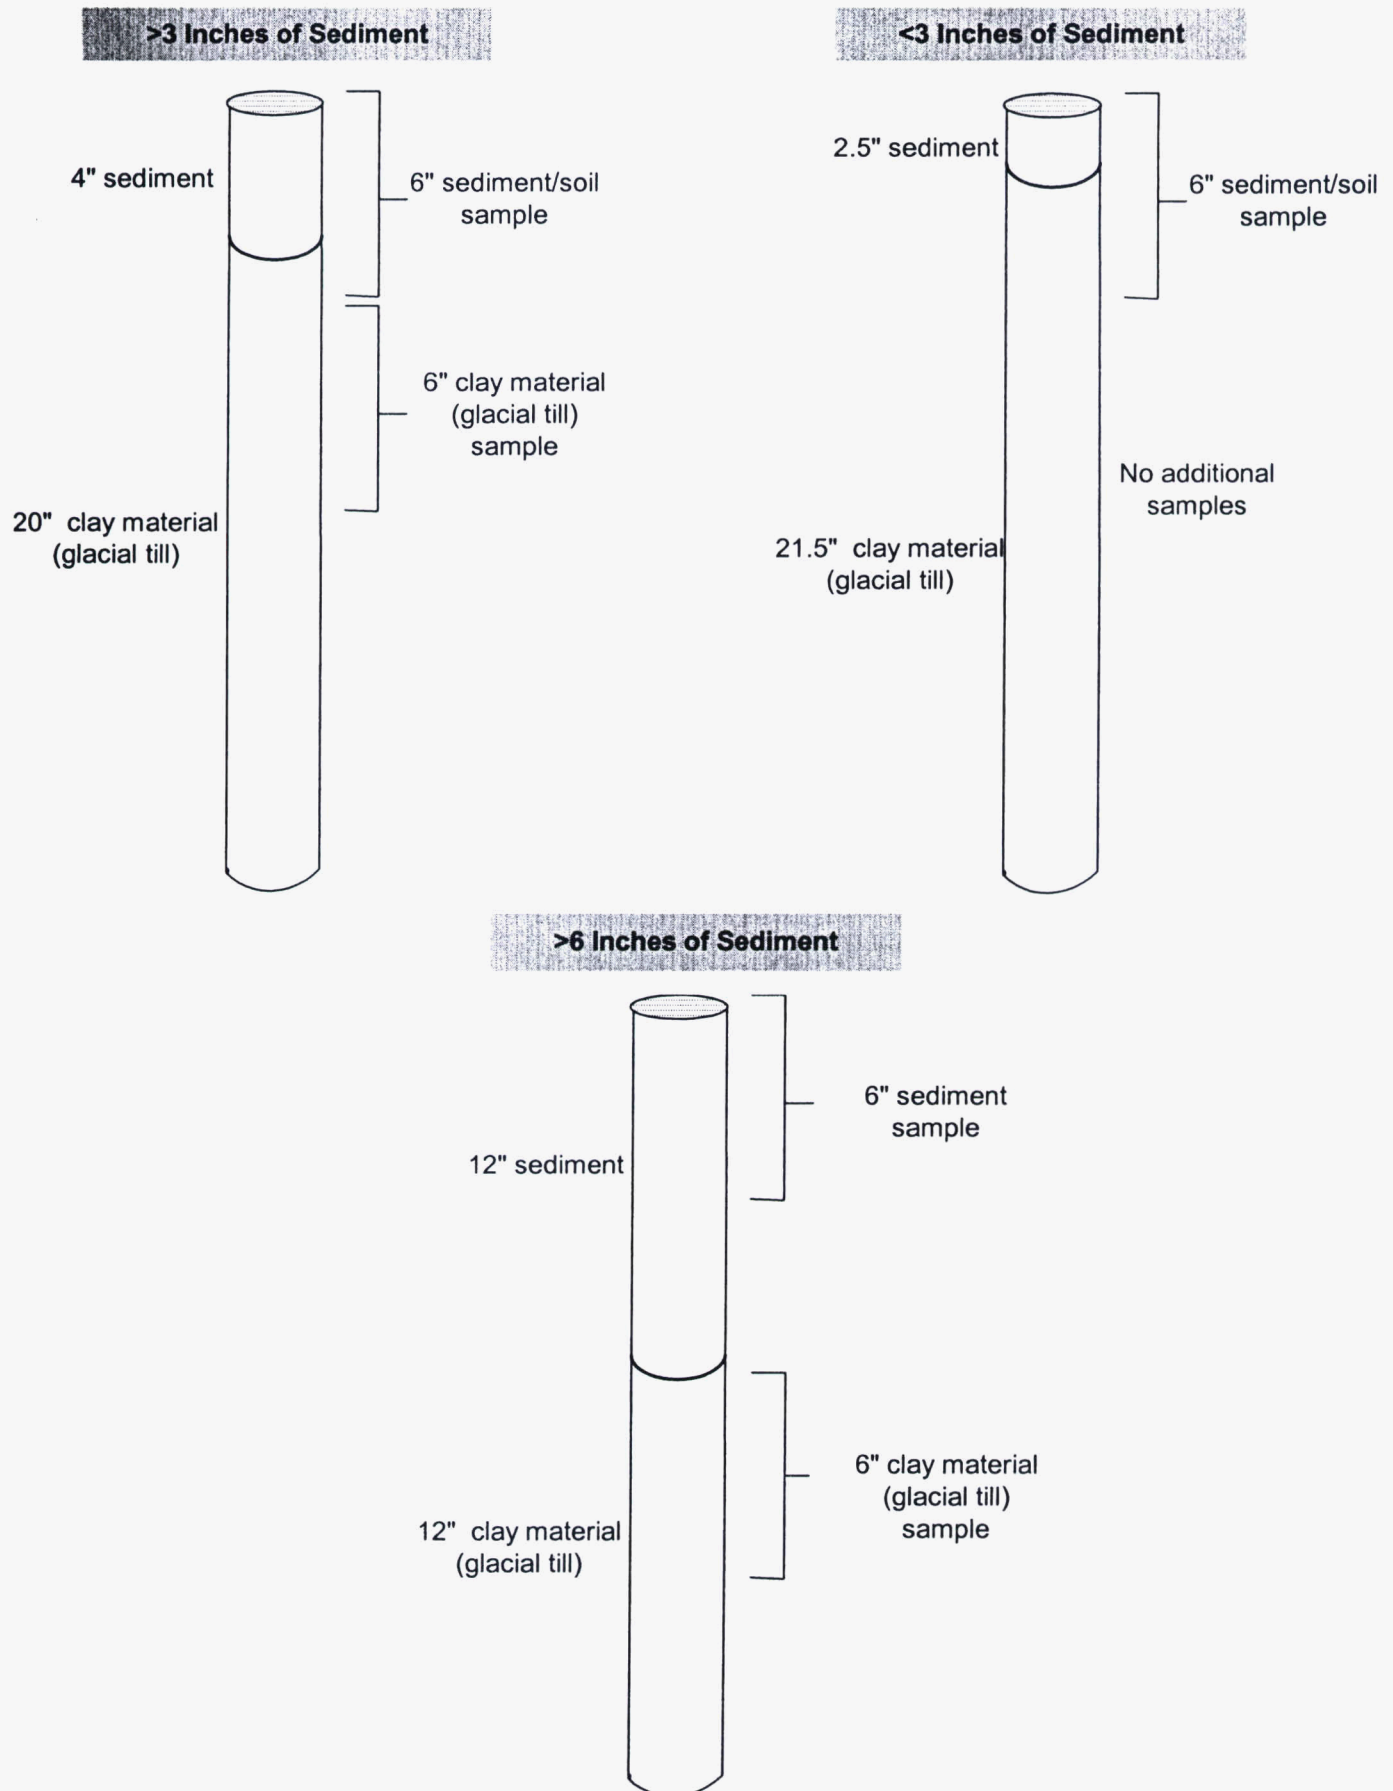 >3 Inches of Sediment
4" sediment
6" sediment/soil
sample
6" clay material
(glacial till)
sample
20" clay material
(glacial till)
<3 Inches of Sediment
2.5" sediment
6" sediment/soil
sample
No additional
samples
21.5" clay material
(glacial till)
>6 Inches of Sediment
6" sediment
sample
12" sediment
6" clay material
(glacial till)
sample
12" clay material
(glacial till)